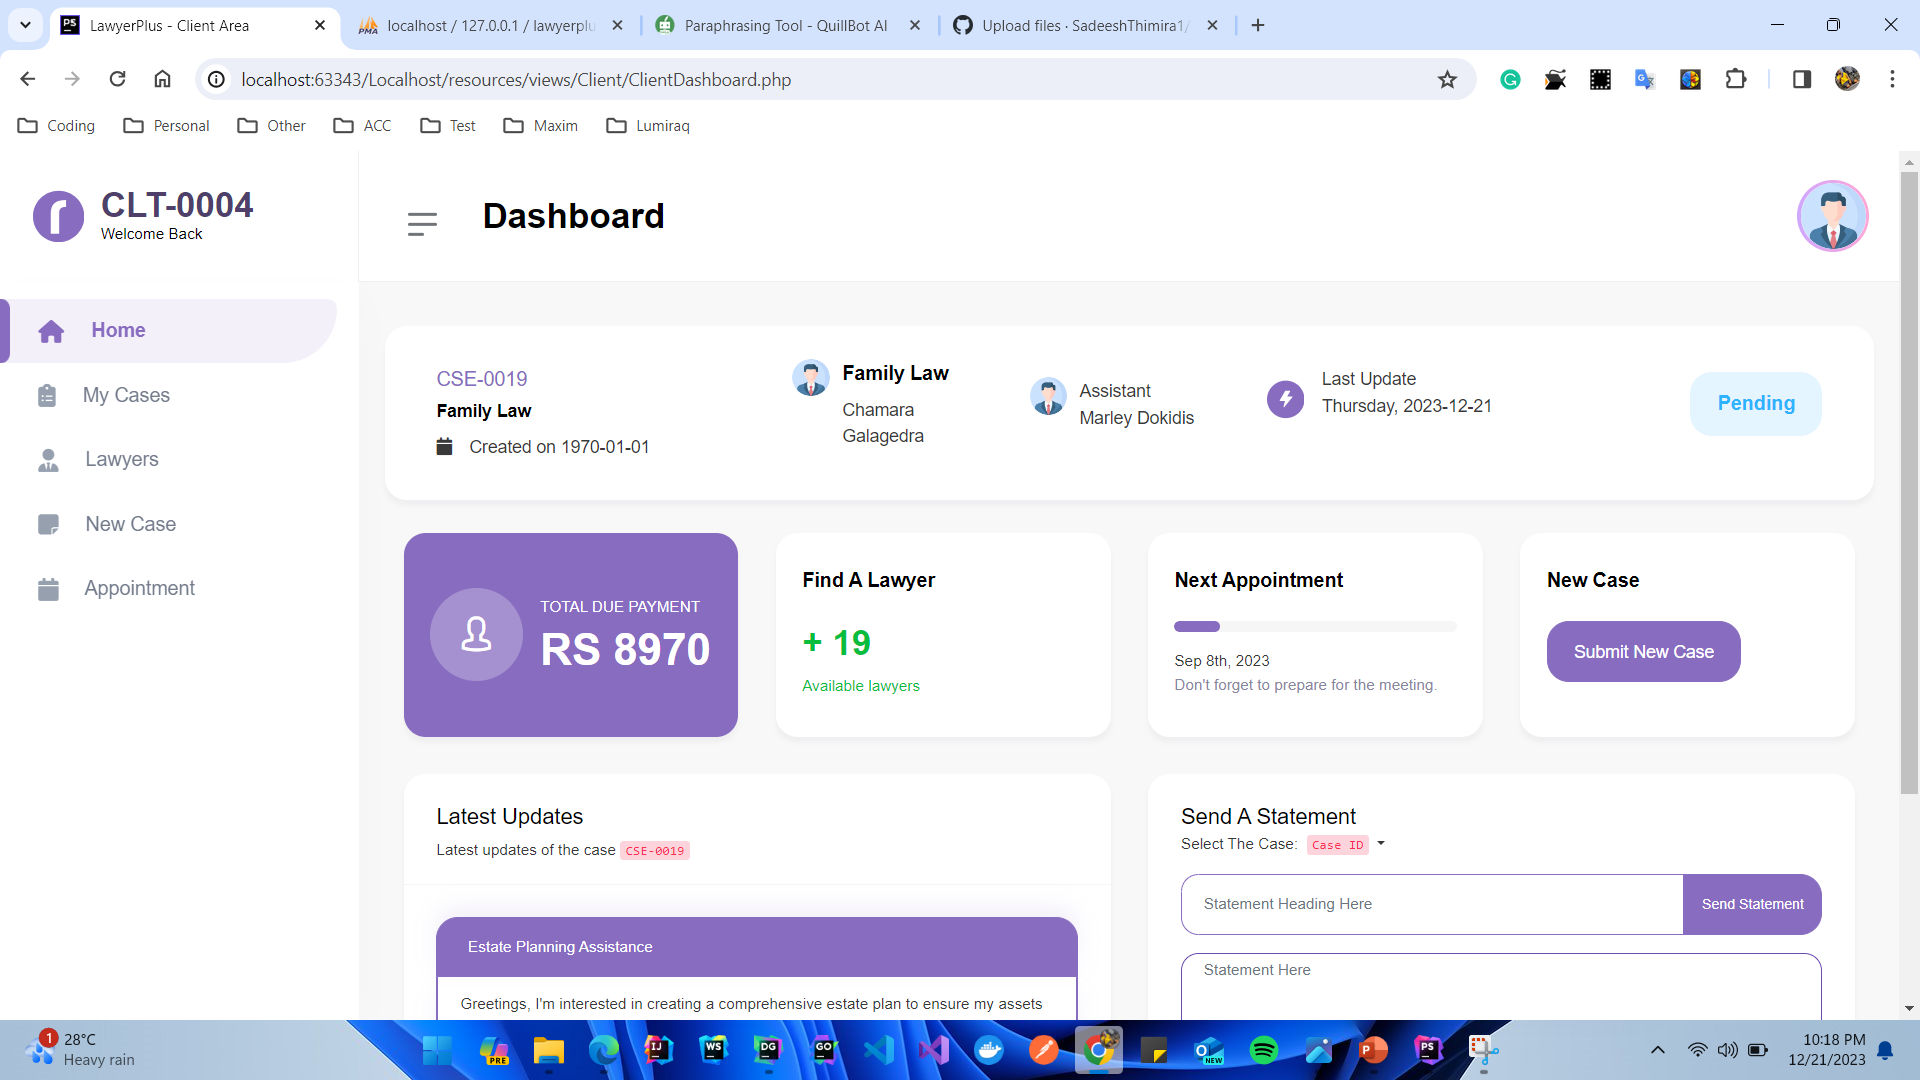 LawyerPlus - Client Area
localhost / 127.0.0.1 / lawyerplu
Paraphrasing Tool - QuillBot AI
Upload files · SadeeshThimira1/
localhost:63343/Localhost/resources/views/Client/ClientDashboard.php
Coding
Personal
Other
ACC
Test
Maxim
Lumiraq
CLT-0004
Welcome Back
Dashboard
Home
My Cases
Lawyers
New Case
Appointment
CSE-0019
Family Law
Created on 1970-01-01
Family Law
Chamara
Galagedra
Assistant
Marley Dokidis
Last Update
Thursday, 2023-12-21
Pending
TOTAL DUE PAYMENT
RS 8970
Find A Lawyer
+ 19
Available lawyers
Next Appointment
Sep 8th, 2023
Don't forget to prepare for the meeting.
New Case
Submit New Case
Latest Updates
Latest updates of the case CSE-0019
Estate Planning Assistance
Greetings, I'm interested in creating a comprehensive estate plan to ensure my assets
Send A Statement
Select The Case: Case ID
Statement Heading Here
Send Statement
Statement Here
1
28°C
Heavy rain
10:18 PM
12/21/2023